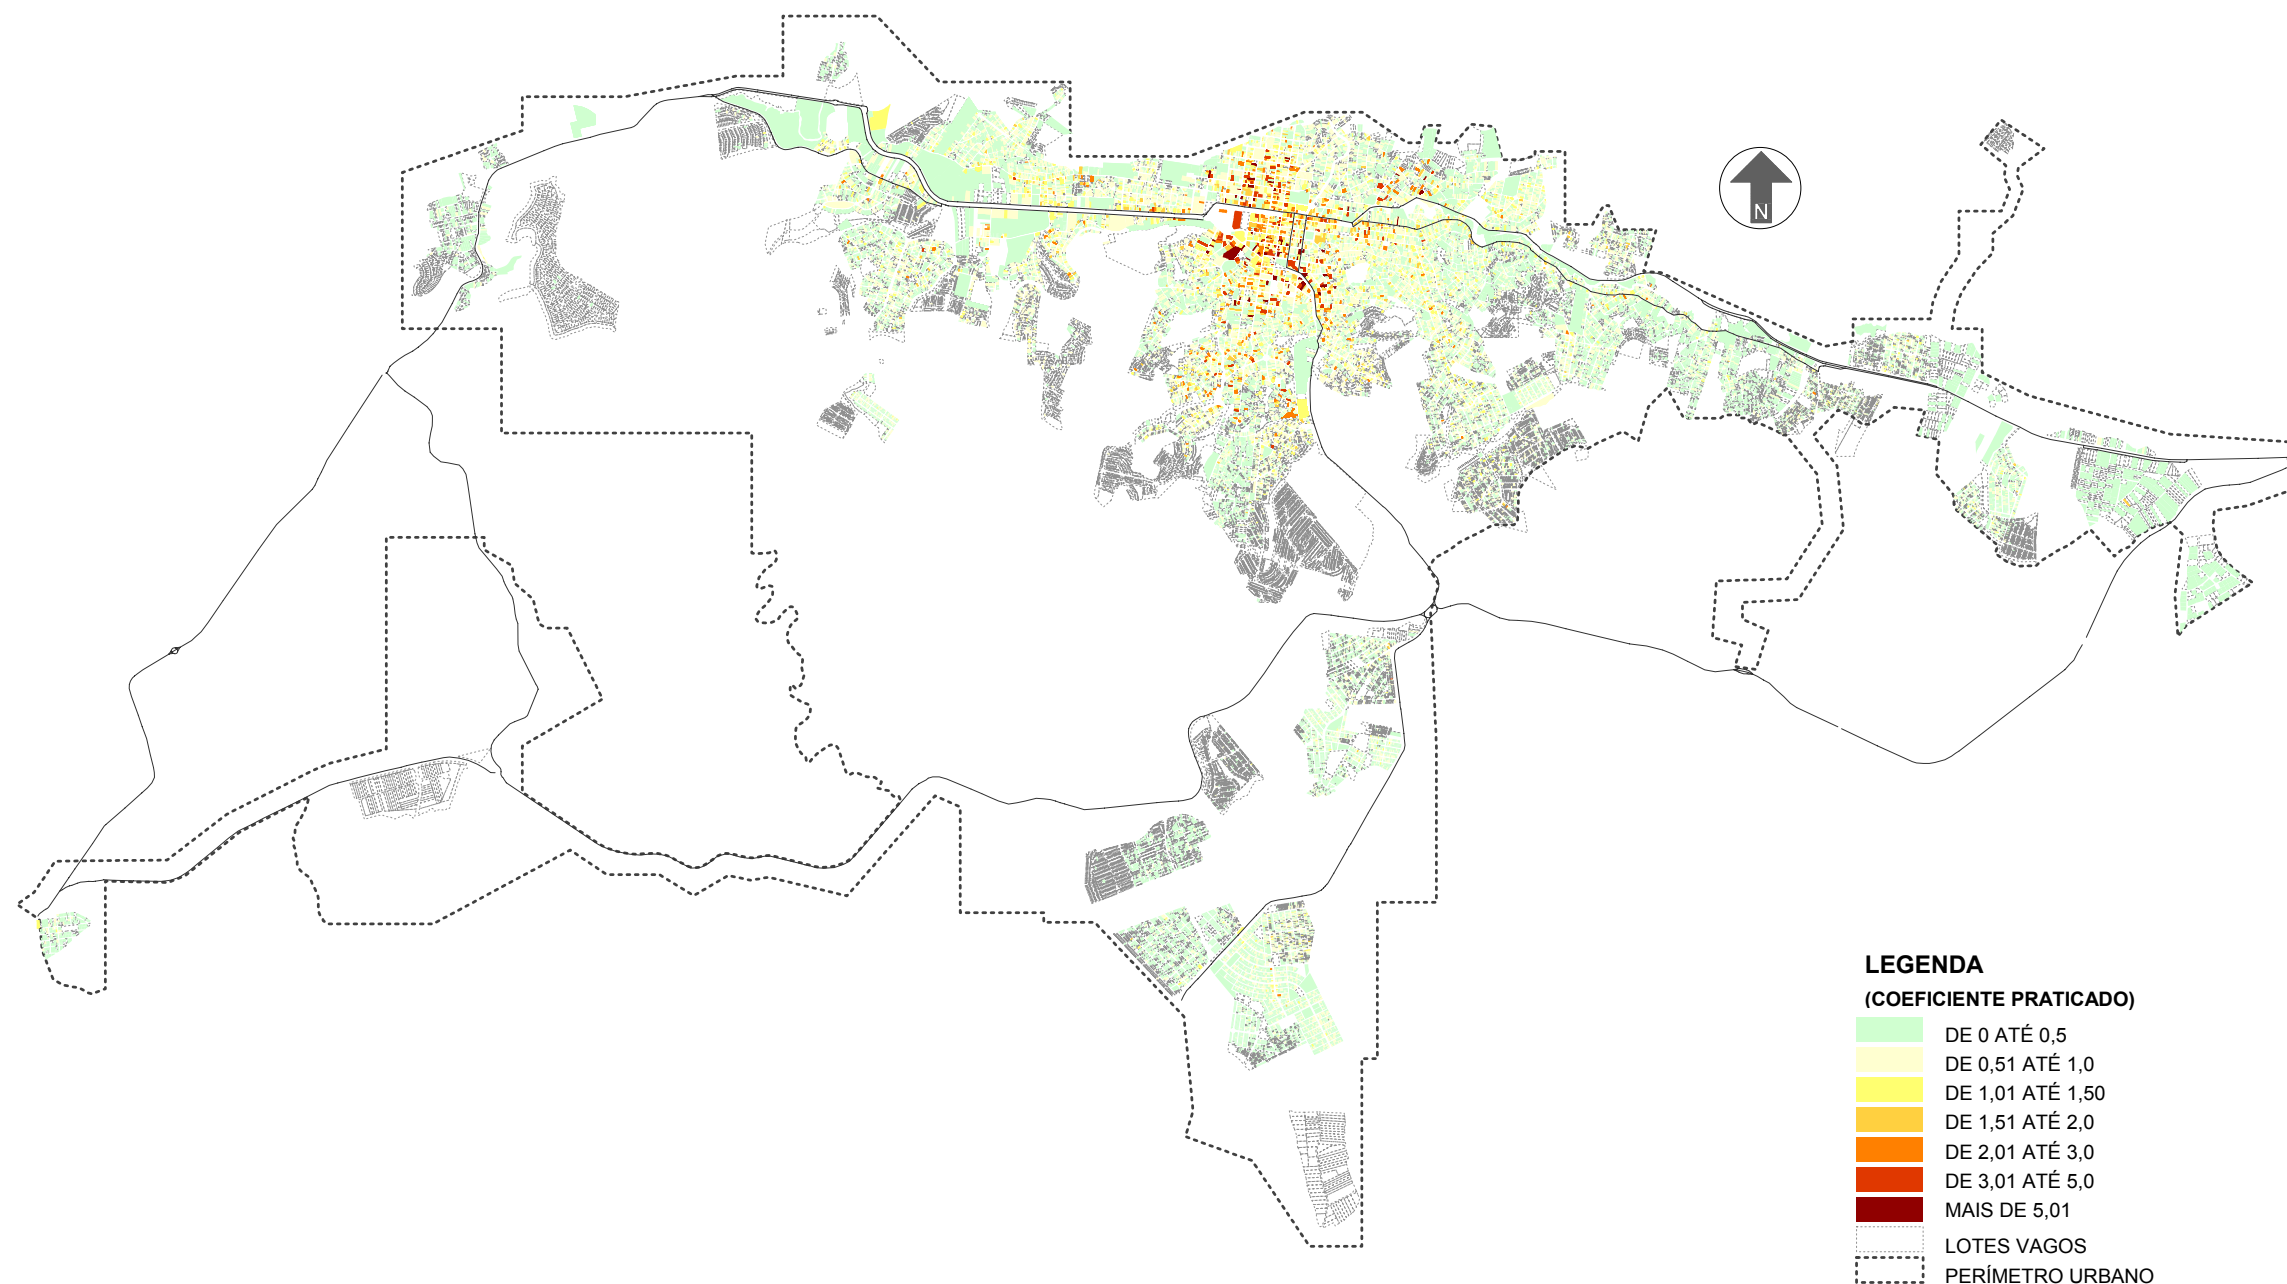 N
LEGENDA
(COEFICIENTE PRATICADO)
DE 0 ATÉ 0,5
DE 0,51 ATÉ 1,0
DE 1,01 ATÉ 1,50
DE 1,51 ATÉ 2,0
DE 2,01 ATÉ 3,0
DE 3,01 ATÉ 5,0
MAIS DE 5,01
LOTES VAGOS
PERÍMETRO URBANO